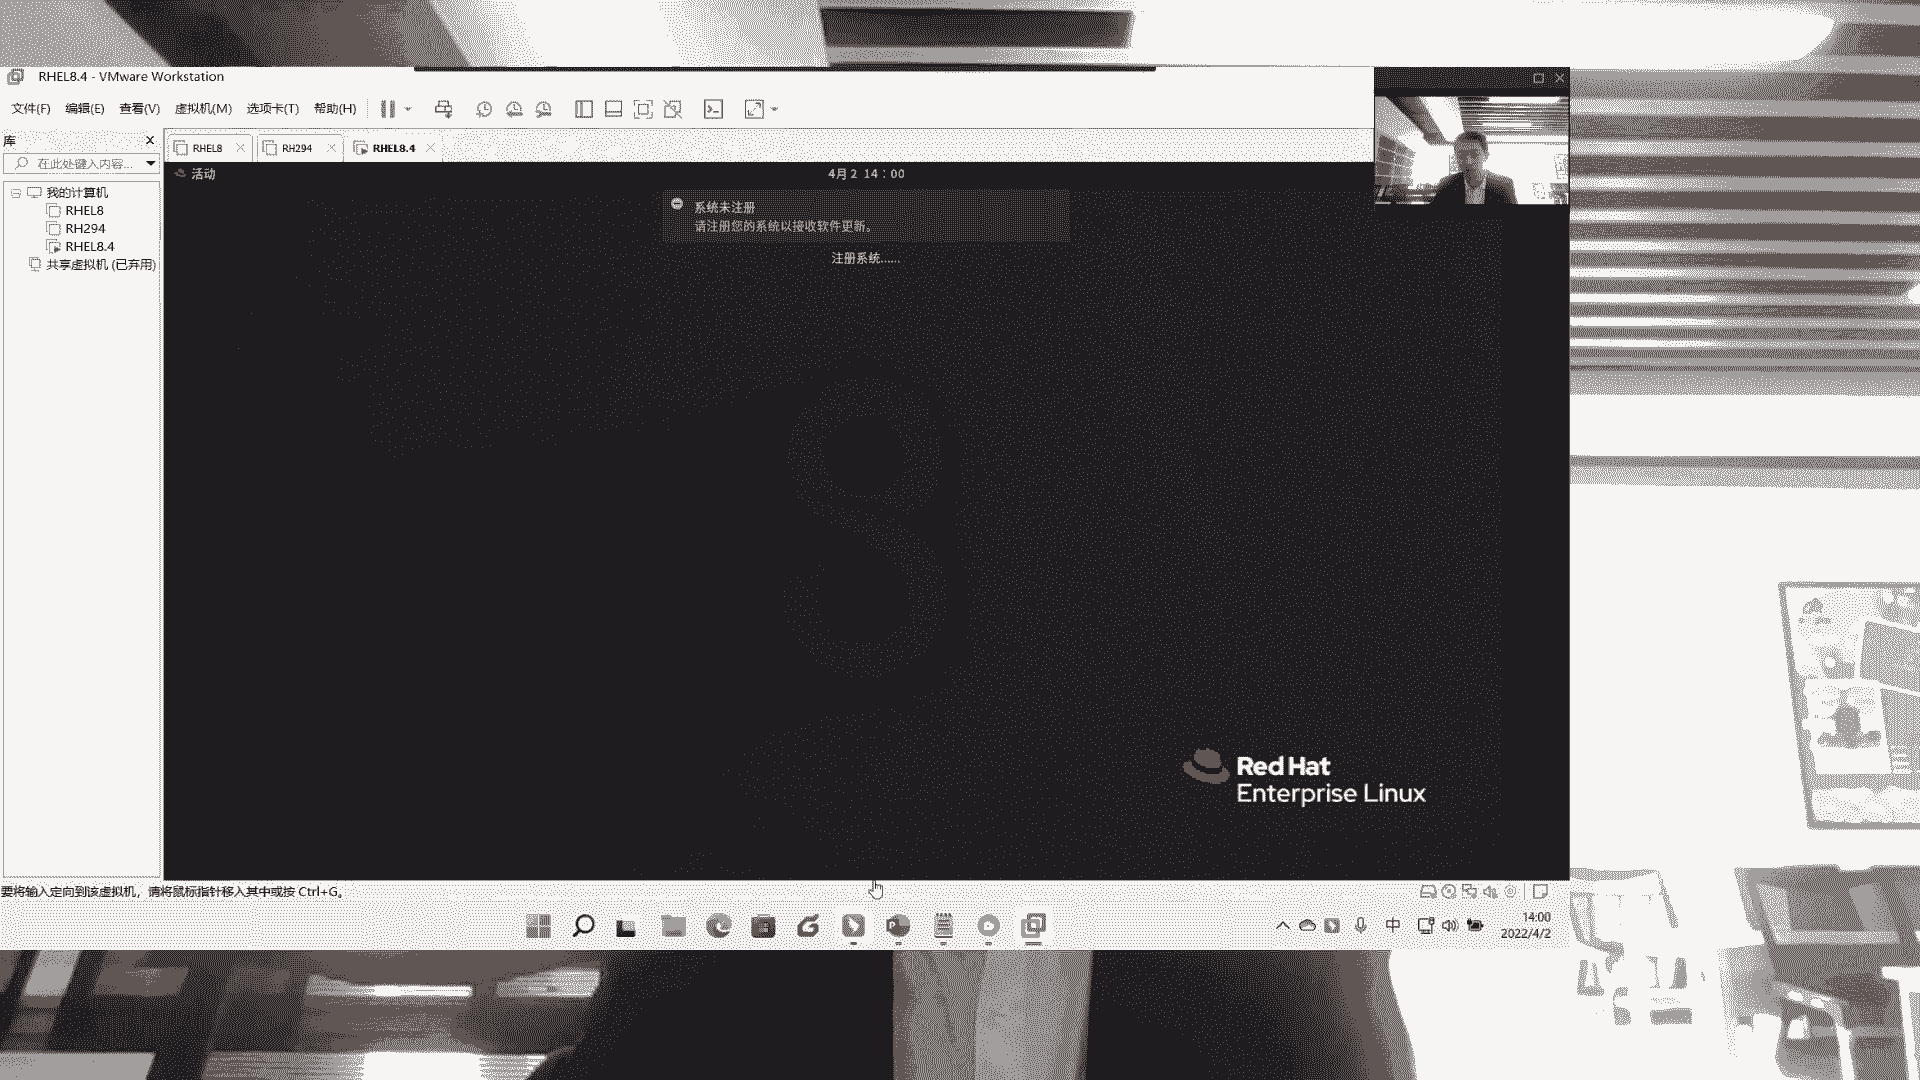 RHEL8.4 - VMware Workstation
文件(F) 编辑(E) 查看(V) 虚拟机(M) 选项卡(T) 帮助(H)
库
在此处键入内容...
我的计算机
RHEL8
RH294
RHEL8.4
共享虚拟机 (已弃用)
RHEL8 RH294 RHEL8.4
活动
4月 2 14：00
系统未注册
请注册您的系统以接收软件更新。
注册系统......
Red Hat
Enterprise Linux
要将输入定向到该虚拟机，请将鼠标指针移入其中或按 Ctrl+G。
中
14:00
2022/4/2